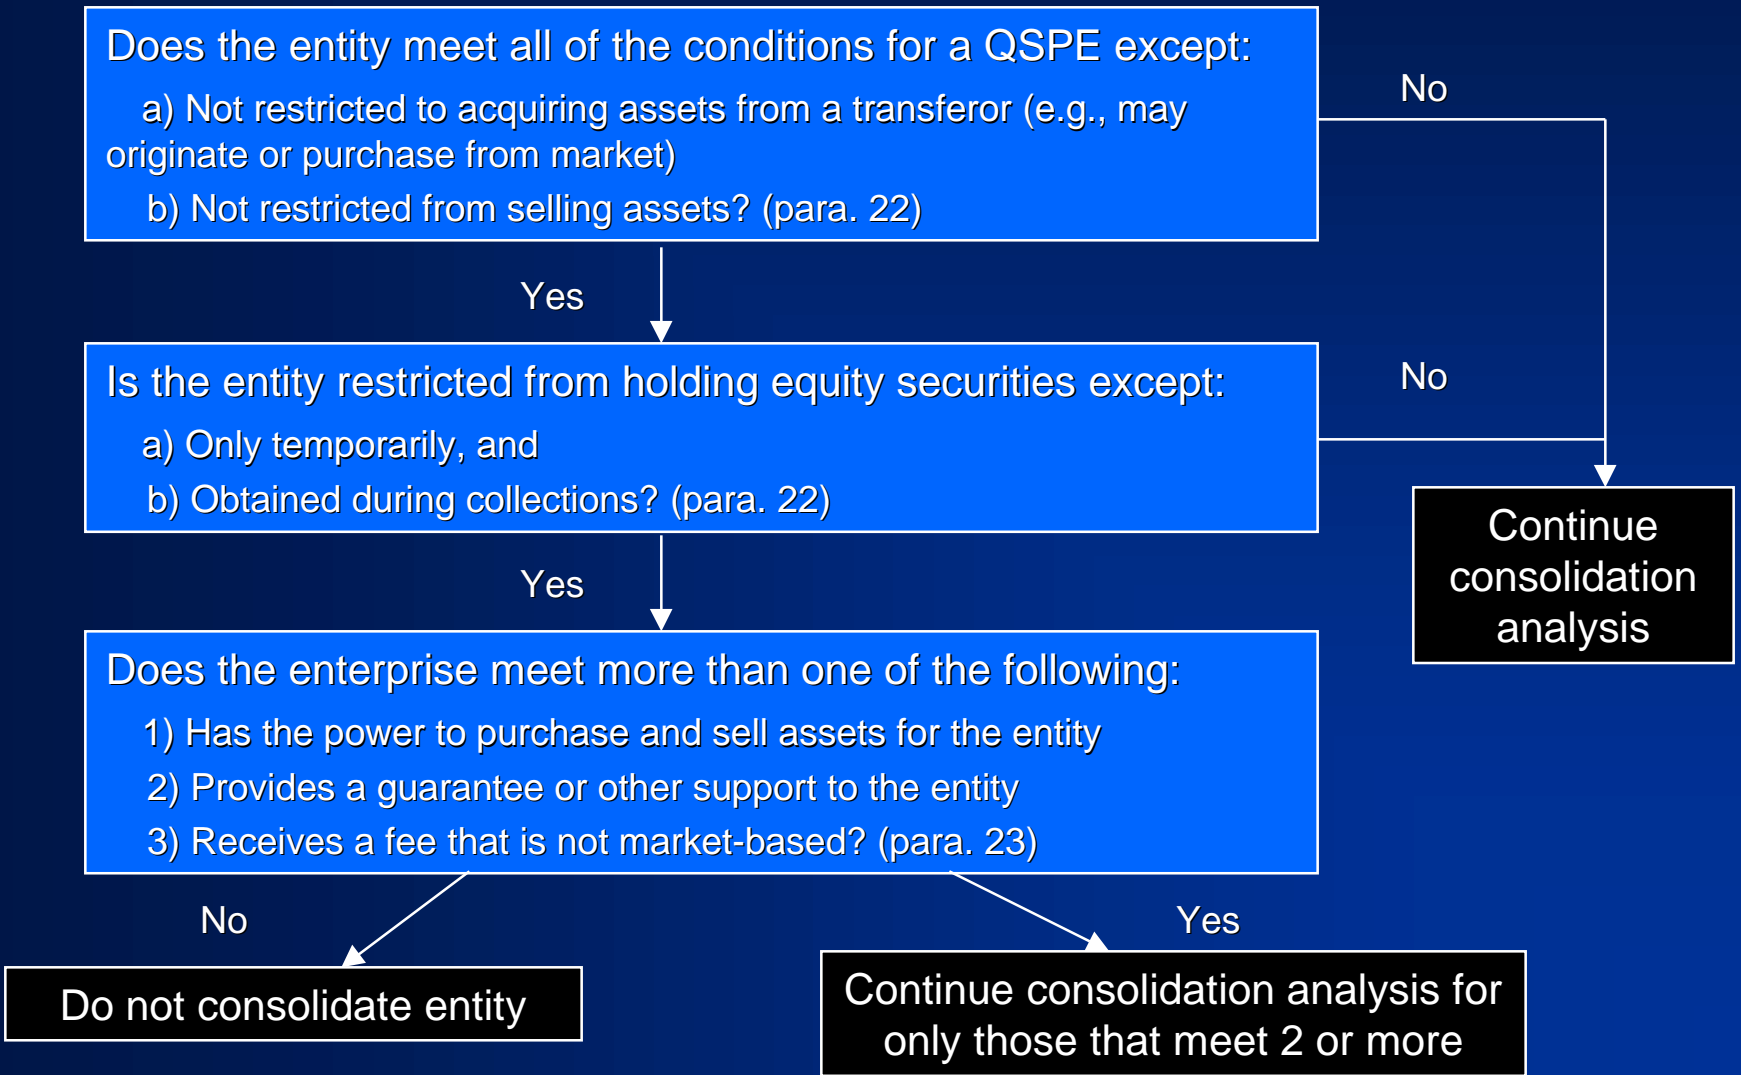 Does the entity meet all of the conditions for a QSPE except:
a) Not restricted to acquiring assets from a transferor (e.g., may
originate or purchase from market)
b) Not restricted from selling assets? (para. 22)
No
Yes
Is the entity restricted from holding equity securities except:
a) Only temporarily, and
b) Obtained during collections? (para. 22)
No
Continue
consolidation
analysis
Yes
Does the enterprise meet more than one of the following:
1) Has the power to purchase and sell assets for the entity
2) Provides a guarantee or other support to the entity
3) Receives a fee that is not market-based? (para. 23)
No
Yes
Do not consolidate entity
Continue consolidation analysis for
only those that meet 2 or more